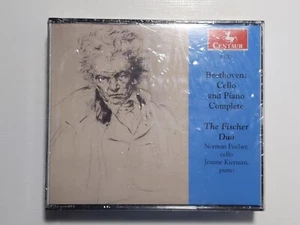 CENTAUR
Beethoven:
Cello
and Piano
Complete
The Fischer
Duo
Norman Fischer,
cello
Jeanne Kierman,
piano